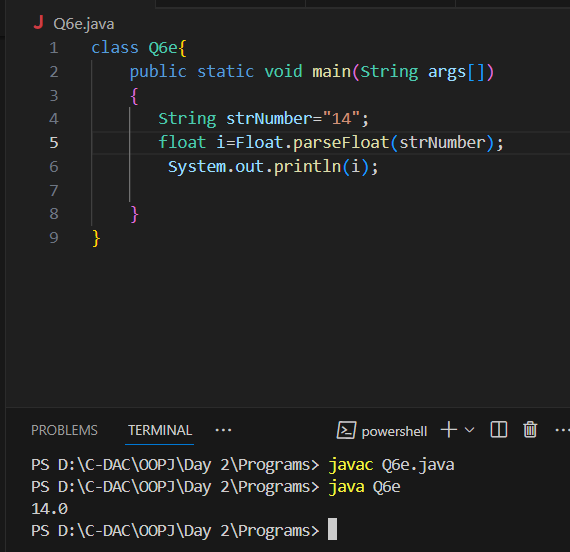 J Q6e.java
1 class Q6e{
2 public static void main(String args[])
3 {
4 String strNumber="14";
5 float i=Float.parseFloat(strNumber);
6 System.out.println(i);
7
8 }
9 }
PROBLEMS TERMINAL ··· powershell ···
PS D:\C-DAC\OOPJ\Day 2\Programs> javac Q6e.java
PS D:\C-DAC\OOPJ\Day 2\Programs> java Q6e
14.0
PS D:\C-DAC\OOPJ\Day 2\Programs>